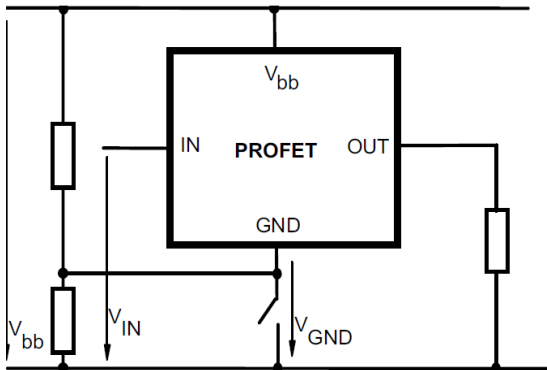 Vbb
IN
PROFET
OUT
GND
Vbb
VIN
VGND